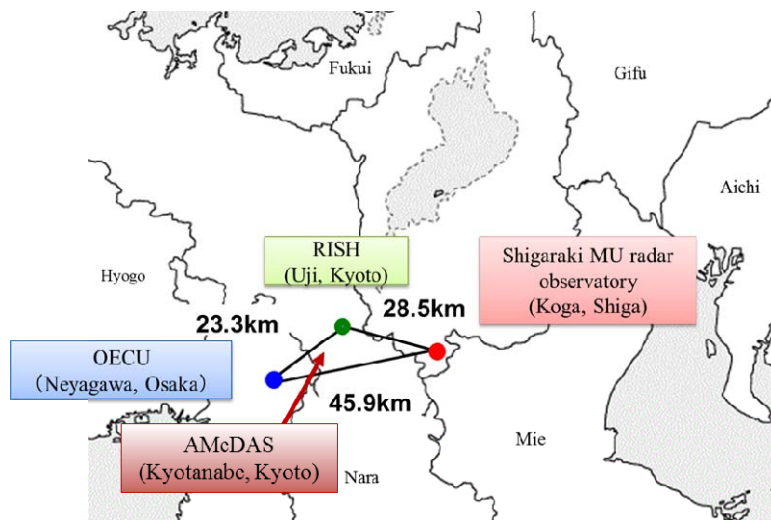 Fukui
Gifu
Aichi
RISH
(Uji, Kyoto)
Shigaraki MU radar
observatory
(Koga, Shiga)
Hyogo
28.5km
23.3km
OECU
（Neyagawa, Osaka）
45.9km
AMeDAS
(Kyotanabe, Kyoto)
Mie
Nara